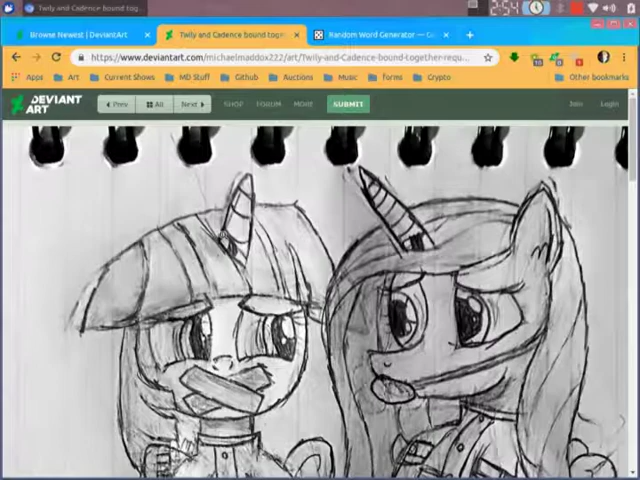 Twily and Cadence bound tog
2:54
Browse Newest | DeviantArt
Twily and Cadence bound toge
Random Word Generator — G
https://www.deviantart.com/michaelmaddox222/art/Twily-and-Cadence-bound-together-requ...
Apps
Art
Current Shows
MD Stuff
Github
Auctions
Music
forms
Crypto
Other bookmarks
DEVIANT
ART
Prev
All
Next
SHOP
FORUM
MORE
SUBMIT
Join
Login